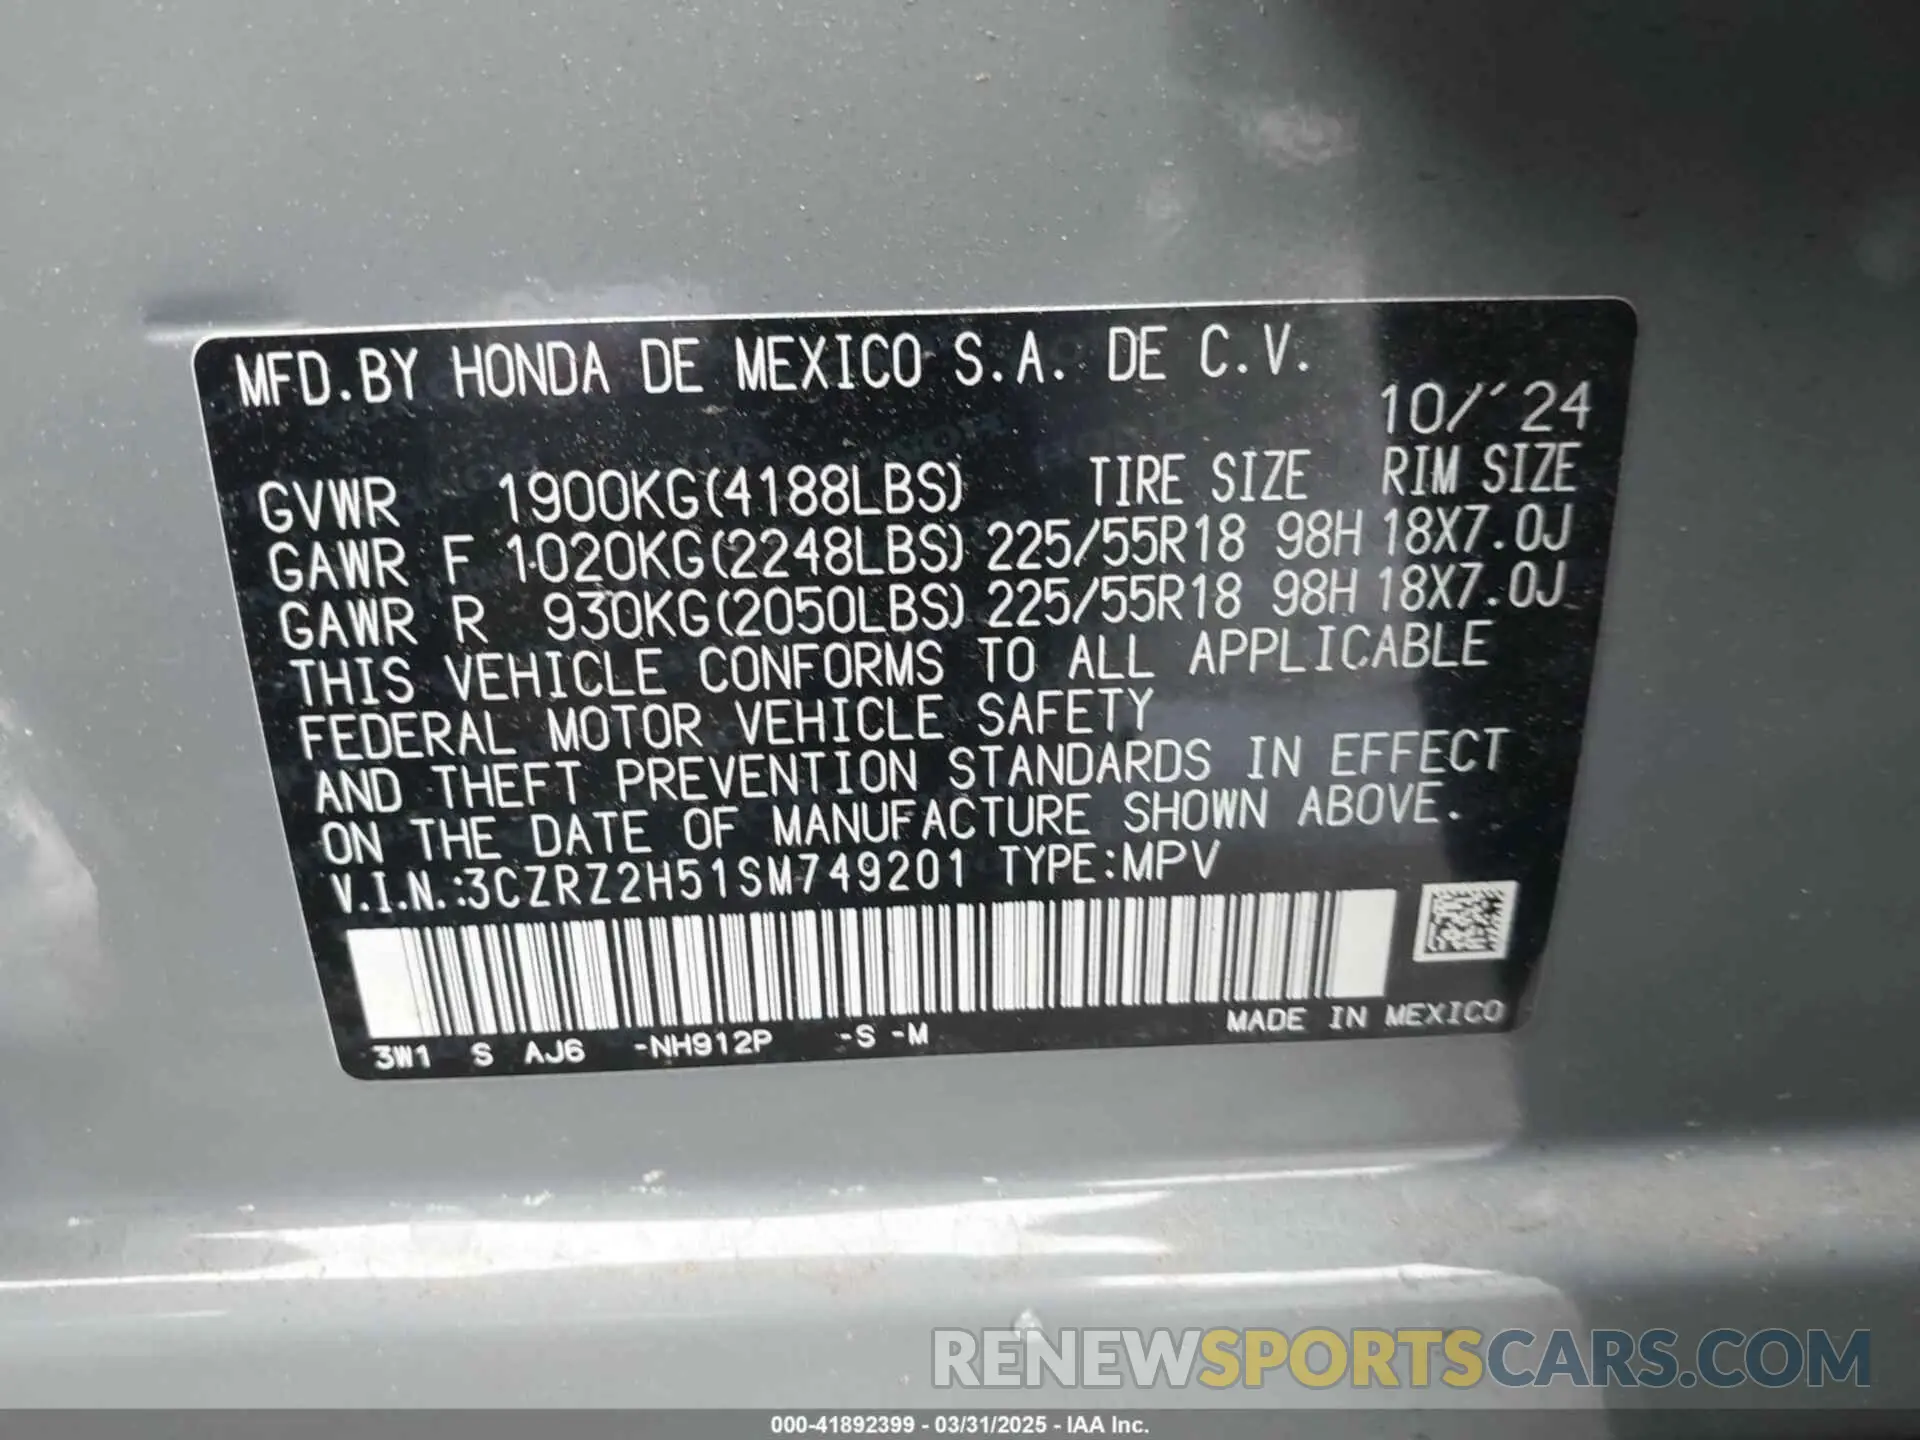 MFD.BY HONDA DE MEXICO S.A. DE C.V.
10/´24
GVWR 1900KG(4188LBS) TIRE SIZE RIM SIZE
GAWR F 1020KG(2248LBS) 225/55R18 98H 18X7.0J
GAWR R 930KG(2050LBS) 225/55R18 98H 18X7.0J
THIS VEHICLE CONFORMS TO ALL APPLICABLE
FEDERAL MOTOR VEHICLE SAFETY
AND THEFT PREVENTION STANDARDS IN EFFECT
ON THE DATE OF MANUFACTURE SHOWN ABOVE.
V.I.N.:3CZRZ2H51SM749201 TYPE:MPV
3W1 S AJ6 -NH912P -S -M MADE IN MEXICO
RENEWSPORTSCARS.COM
000-41892399 - 03/31/2025 - IAA Inc.